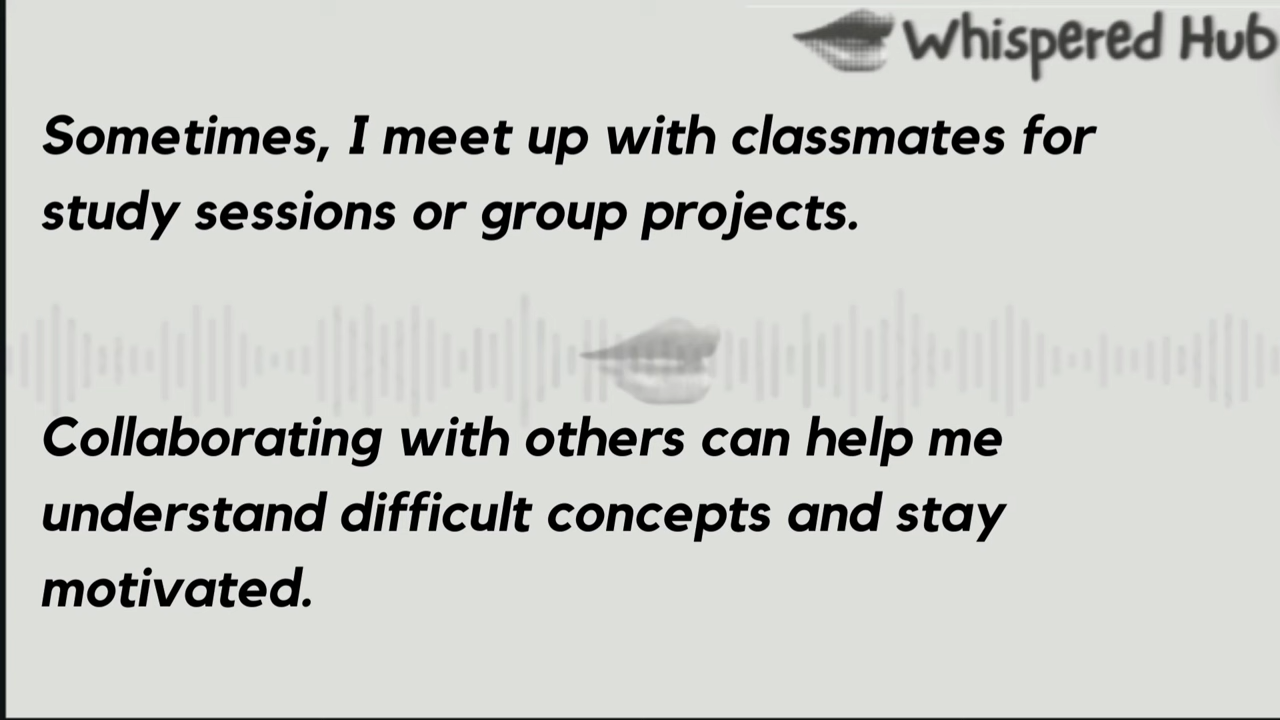 Whispered Hub
Sometimes, I meet up with classmates for
study sessions or group projects.
Collaborating with others can help me
understand difficult concepts and stay
motivated.